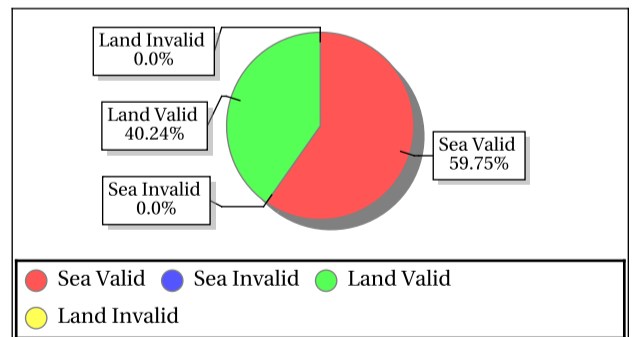 Land Invalid
0.0%
Land Valid
40.24%
Sea Valid
59.75%
Sea Invalid
0.0%
Sea Valid Sea Invalid Land Valid
Land Invalid